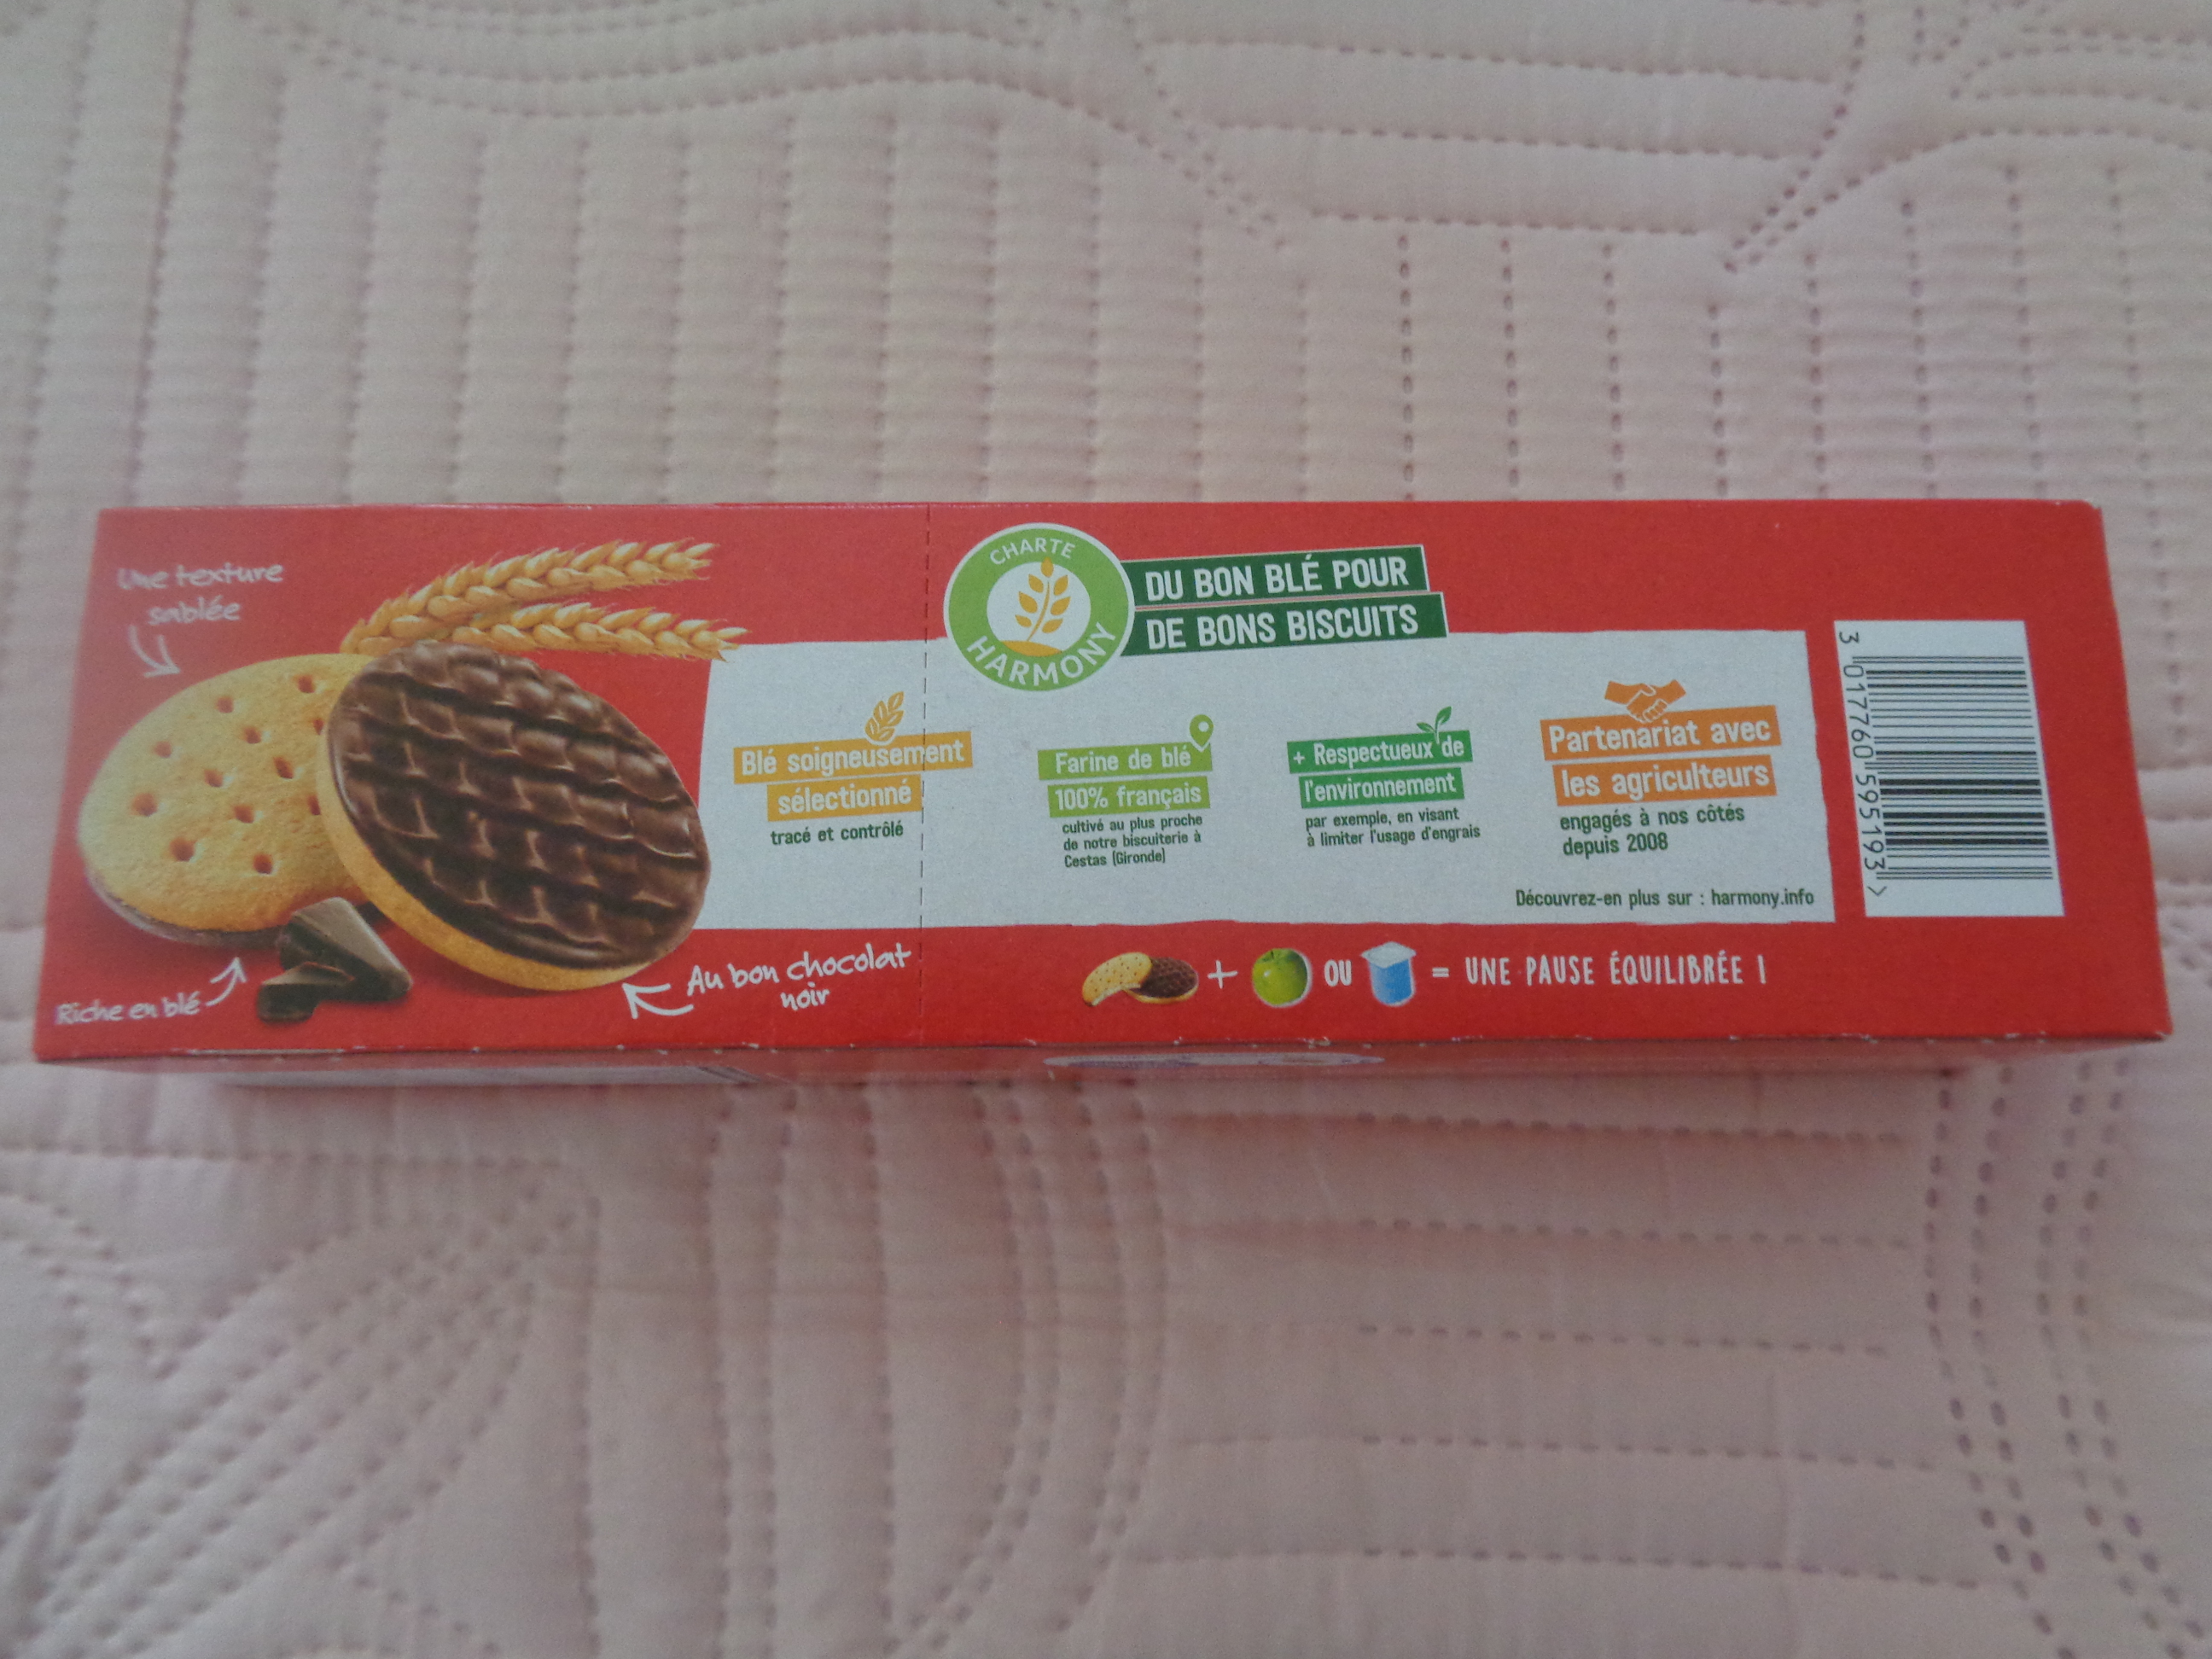 Une texture
sablée
Riche en blé
Au bon chocolat
noir
CHARTE
HARMONY
DU BON BLÉ POUR
DE BONS BISCUITS
Blé soigneusement
sélectionné
tracé et contrôlé
Farine de blé
100% français
cultivé au plus proche
de notre biscuiterie à
Cestas (Gironde)
+ Respectueux de
l'environnement
par exemple, en visant
à limiter l'usage d'engrais
Partenariat avec
les agriculteurs
engagés à nos côtés
depuis 2008
Découvrez-en plus sur : harmony.info
+ OU = UNE PAUSE ÉQUILIBRÉE !
3 017760 595193 >